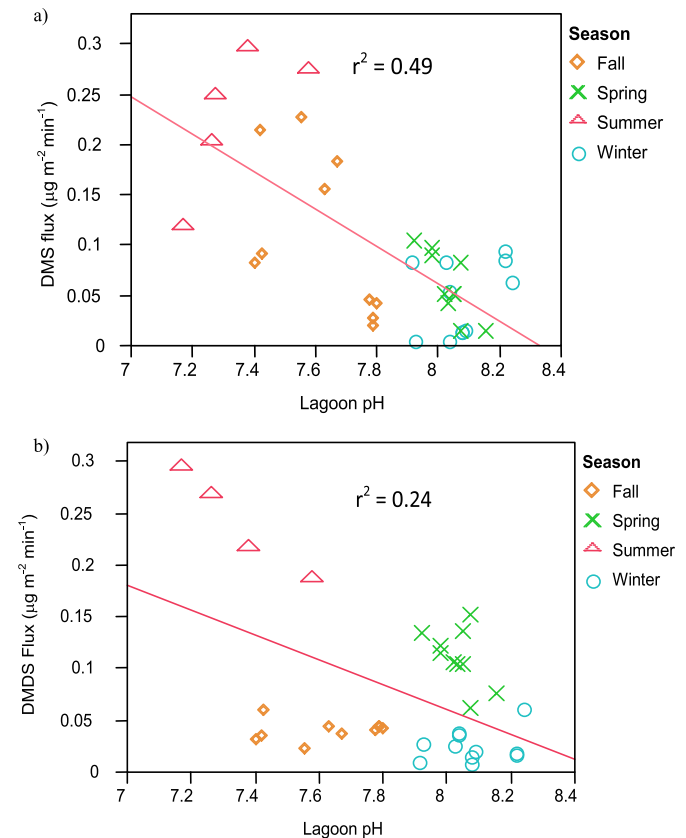 a)
r² = 0.49
Season
Fall
Spring
Summer
Winter
DMS flux (µg m⁻² min⁻¹)
0.3
0.25
0.2
0.15
0.1
0.05
0
7 7.2 7.4 7.6 7.8 8 8.2 8.4
Lagoon pH
b)
r² = 0.24
Season
Fall
Spring
Summer
Winter
DMDS Flux (µg m⁻² min⁻¹)
0.3
0.25
0.2
0.15
0.1
0.05
0
7 7.2 7.4 7.6 7.8 8 8.2 8.4
Lagoon pH